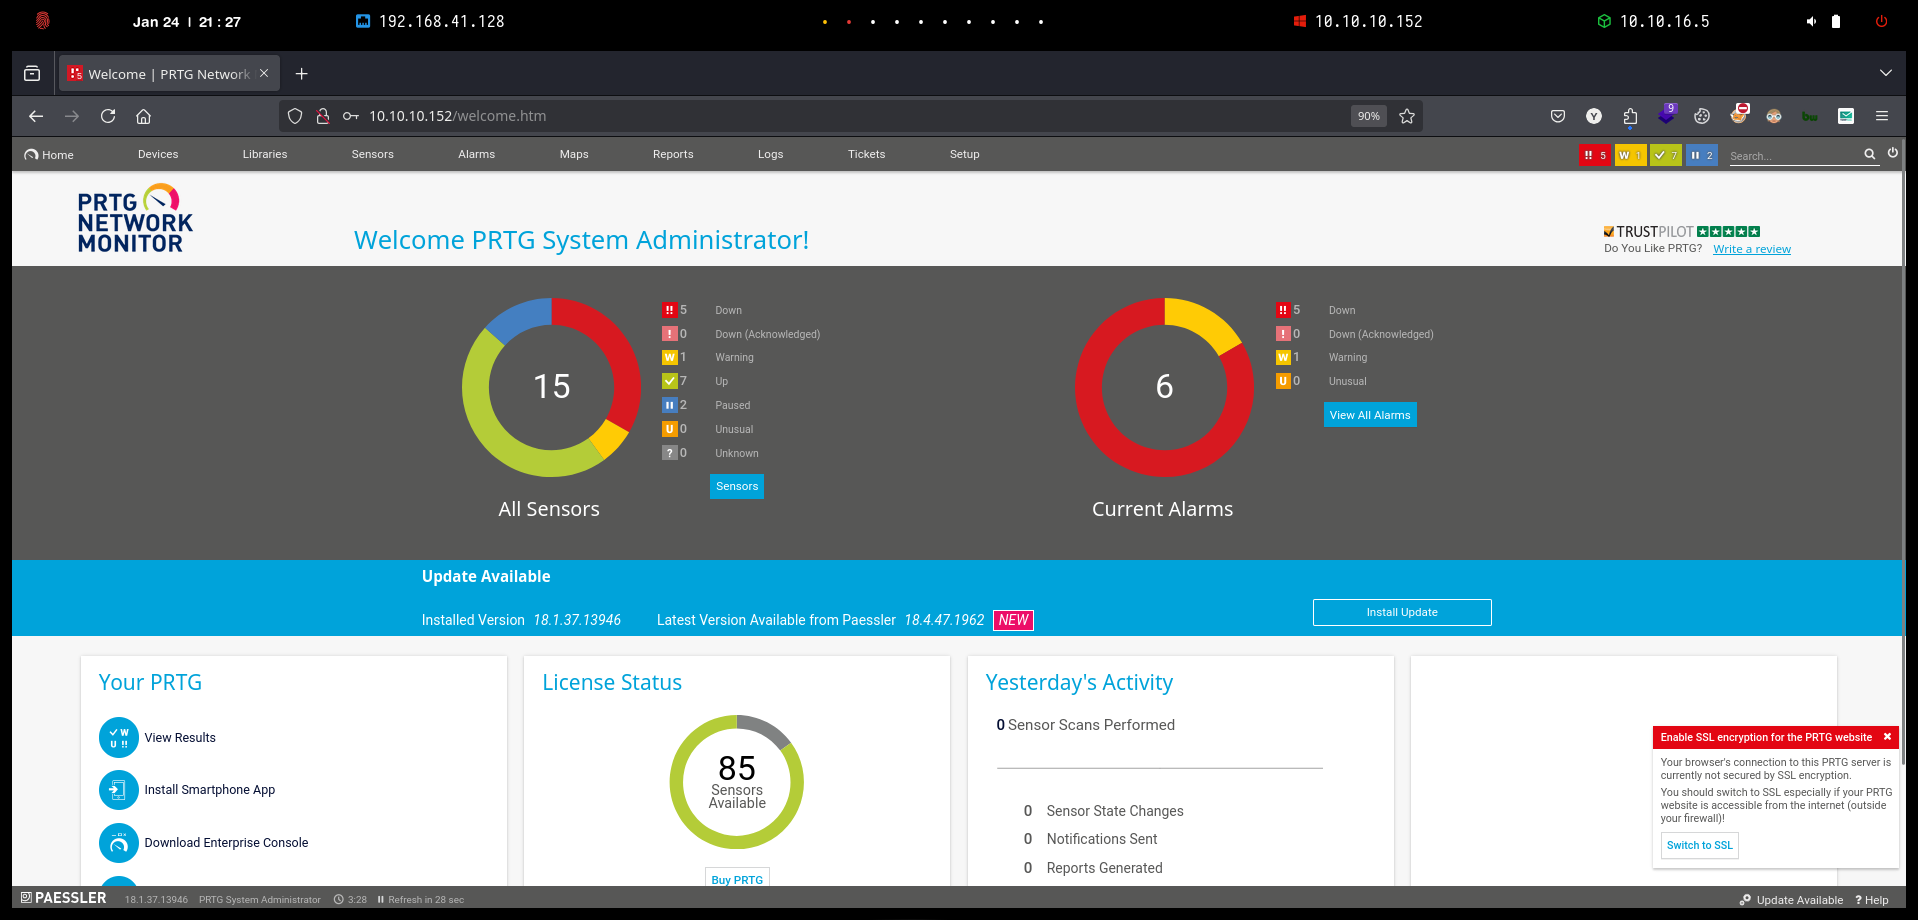 Jan 24 | 21 : 27
192.168.41.128
10.10.10.152
10.10.16.5
Welcome | PRTG Network
10.10.10.152/welcome.htm
90%
Y
9
Home
Devices
Libraries
Sensors
Alarms
Maps
Reports
Logs
Tickets
Setup
!! 5
W 1
7
2
Search...
PRTG
NETWORK
MONITOR
Welcome PRTG System Administrator!
TRUSTPILOT
Do You Like PRTG? Write a review
15
All Sensors
!! 5 Down
! 0 Down (Acknowledged)
W 1 Warning
7 Up
2 Paused
U 0 Unusual
? 0 Unknown
Sensors
6
Current Alarms
!! 5 Down
! 0 Down (Acknowledged)
W 1 Warning
U 0 Unusual
View All Alarms
Update Available
Installed Version 18.1.37.13946 Latest Version Available from Paessler 18.4.47.1962 NEW
Install Update
Your PRTG
View Results
Install Smartphone App
Download Enterprise Console
License Status
85
Sensors
Available
Buy PRTG
Yesterday's Activity
0 Sensor Scans Performed
0 Sensor State Changes
0 Notifications Sent
0 Reports Generated
Enable SSL encryption for the PRTG website
Your browser's connection to this PRTG server is
currently not secured by SSL encryption.
You should switch to SSL especially if your PRTG
website is accessible from the internet (outside
your firewall)!
Switch to SSL
PAESSLER
18.1.37.13946
PRTG System Administrator
3:28
Refresh in 28 sec
Update Available
? Help